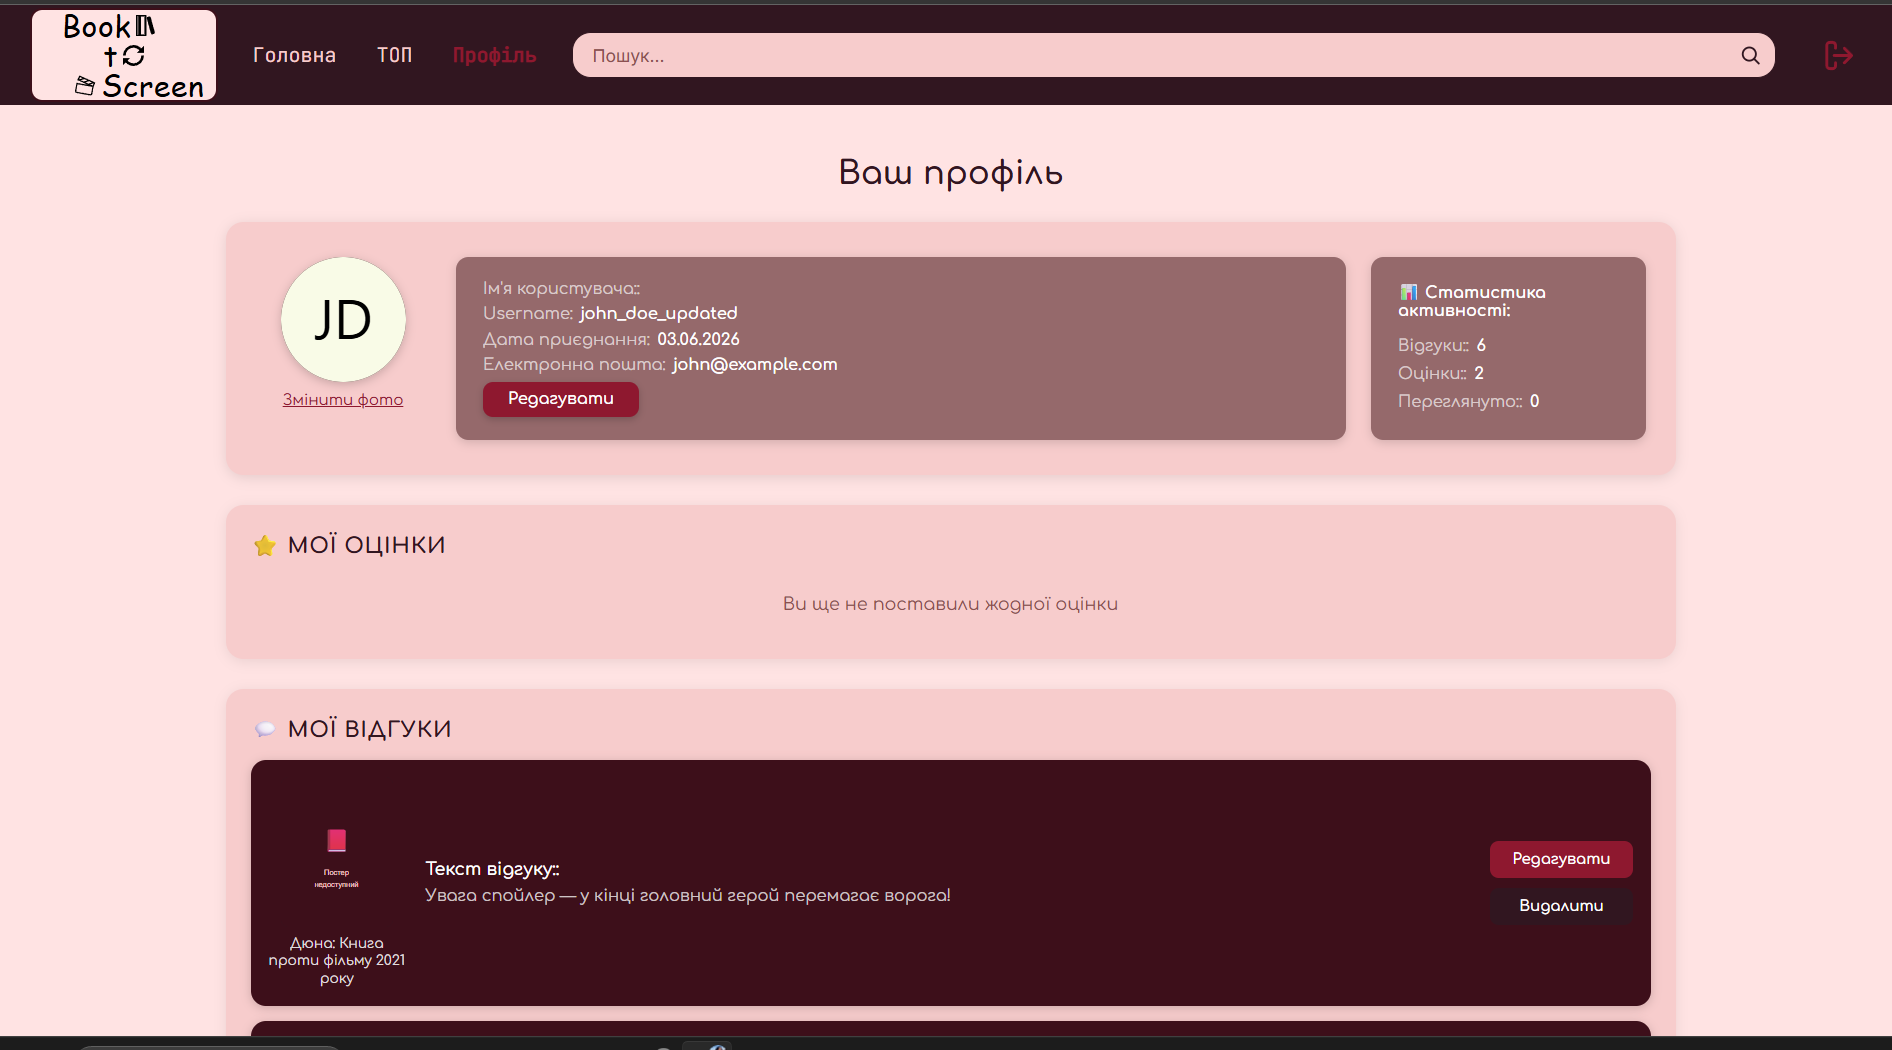 Book
to
Screen
Головна
ТОП
Профіль
Пошук...
Ваш профіль
JD
Змінити фото
Ім'я користувача::
Username: john_doe_updated
Дата приєднання: 03.06.2026
Електронна пошта: john@example.com
Редагувати
Статистика
активності:
Відгуки:: 6
Оцінки:: 2
Переглянуто:: 0
МОЇ ОЦІНКИ
Ви ще не поставили жодної оцінки
МОЇ ВІДГУКИ
Постер
недоступний
Дюна: Книга
проти фільму 2021
року
Текст відгуку::
Увага спойлер — у кінці головний герой перемагає ворога!
Редагувати
Видалити